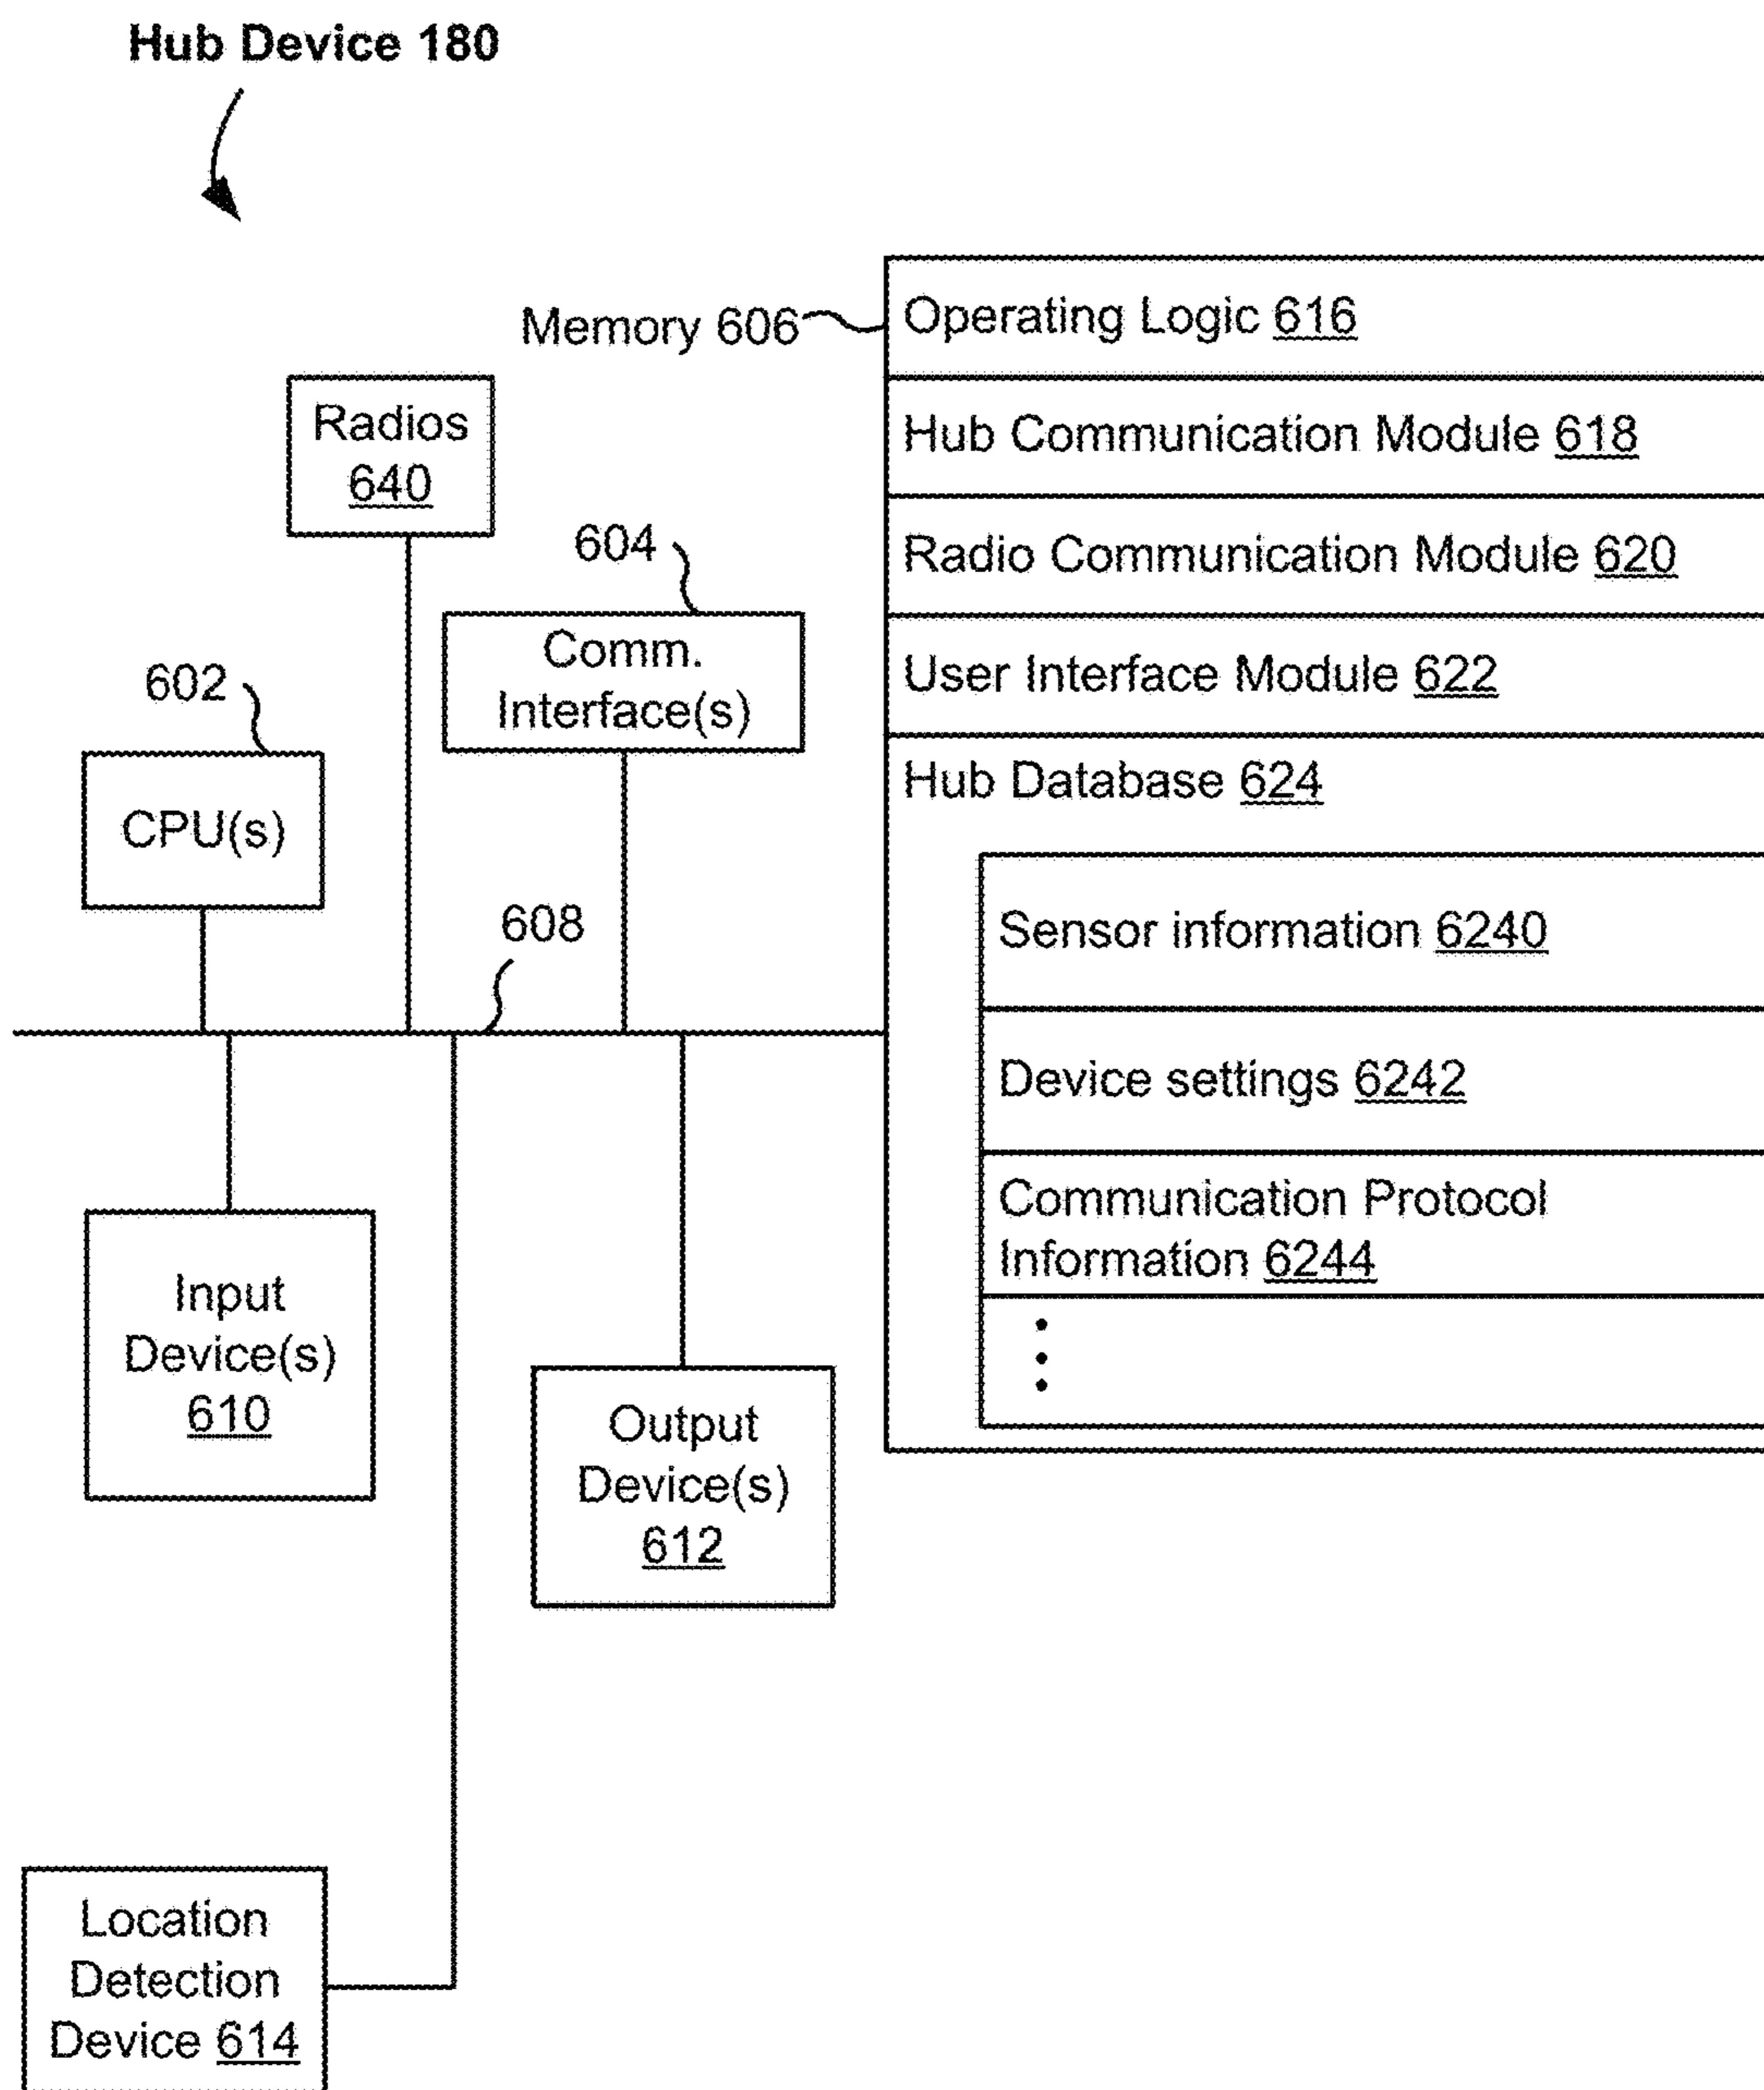 Hub Device 180
Memory 606
Operating Logic 616
Hub Communication Module 618
Radio Communication Module 620
User Interface Module 622
Hub Database 624
Sensor information 6240
Device settings 6242
Communication Protocol
Information 6244
Radios
640
604
Comm.
Interface(s)
602
CPU(s)
608
Input
Device(s)
610
Output
Device(s)
612
Location
Detection
Device 614